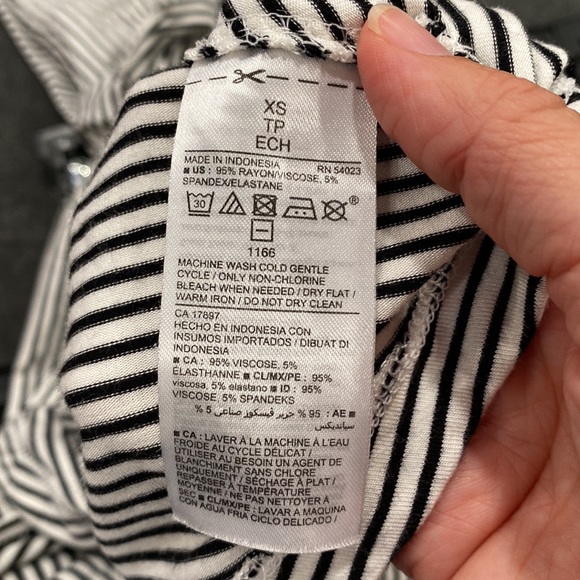 XS
TP
ECH
MADE IN INDONESIA RN 54023
■ US : 95% RAYON/VISCOSE, 5%
SPANDEX/ELASTANE
30 ®
1166
MACHINE WASH COLD GENTLE
CYCLE / ONLY NON-CHLORINE
BLEACH WHEN NEEDED / DRY FLAT /
WARM IRON / DO NOT DRY CLEAN
CA 17897
HECHO EN INDONESIA CON
INSUMOS IMPORTADOS / DIBUAT DI
INDONESIA
■ CA : 95% VISCOSE, 5%
ÉLASTHANNE ■ CL/MX/PE : 95%
viscosa, 5% elastano ■ ID : 95%
VISCOSE, 5% SPANDEKS
■ AE : 95 % حرير فيسكوز صناعي 5 %
سبانديكس
■ CA : LAVER À LA MACHINE À L'EAU
FROIDE AU CYCLE DÉLICAT /
UTILISER AU BESOIN UN AGENT DE
BLANCHIMENT SANS CHLORE
UNIQUEMENT / SÉCHAGE À PLAT /
REPASSER À TEMPÉRATURE
MOYENNE / NE PAS NETTOYER À
SEC ■ CL/MX/PE : LAVAR A MAQUINA
CON AGUA FRIA CICLO DELICADO /